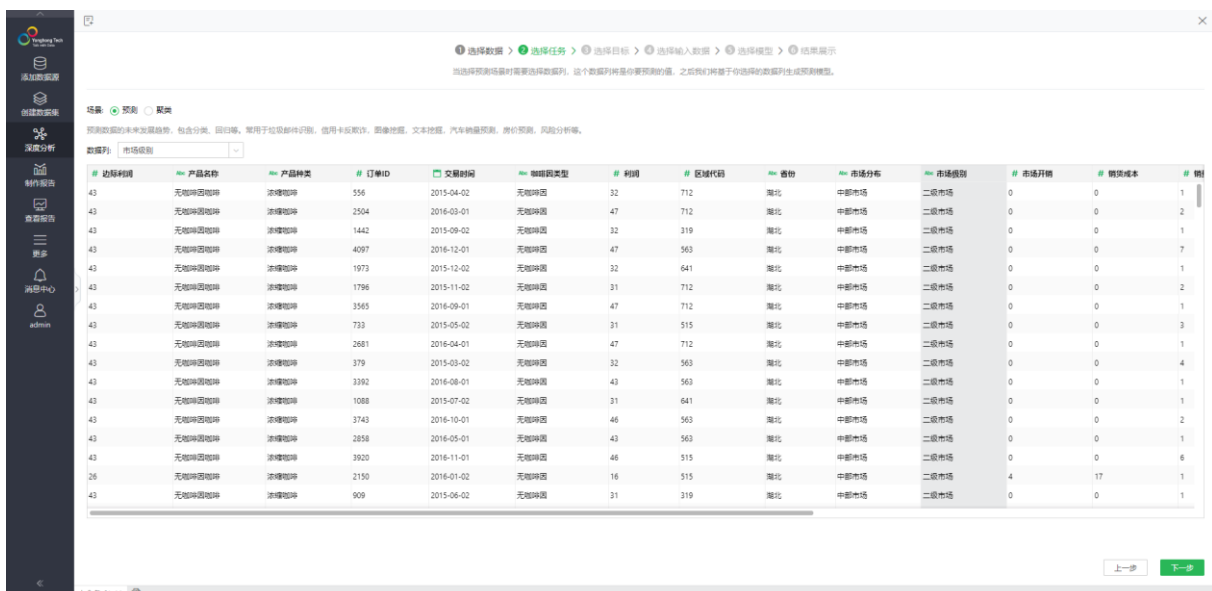 Yonghong Tech
添加数据源
创建数据集
深度分析
制作报告
查看报告
更多
消息中心
admin
1 选择数据 > 2 选择任务 > 3 选择目标 > 4 选择输入数据 > 5 选择模型 > 6 结果展示
当选择预测场景时需要选择数据列，这个数据列将是你要预测的值，之后我们将基于你选择的数据列生成预测模型。
场景: 预测 聚类
预测数据的未来发展趋势，包含分类、回归等。常用于垃圾邮件识别，信用卡反欺诈，图像挖掘，文本挖掘，汽车销量预测，房价预测，风险分析等。
数据列: 市场级别
# 边际利润 Abc 产品名称 Abc 产品种类 # 订单ID 交易时间 Abc 咖啡因类型 # 利润 # 区域代码 Abc 省份 Abc 市场分布 Abc 市场级别 # 市场开销 # 销货成本 # 销
43 无咖啡因咖啡 浓缩咖啡 556 2015-04-02 无咖啡因 32 712 湖北 中部市场 二级市场 0 0 1
43 无咖啡因咖啡 浓缩咖啡 2504 2016-03-01 无咖啡因 47 712 湖北 中部市场 二级市场 0 0 2
43 无咖啡因咖啡 浓缩咖啡 1442 2015-09-02 无咖啡因 32 319 湖北 中部市场 二级市场 0 0 1
43 无咖啡因咖啡 浓缩咖啡 4097 2016-12-01 无咖啡因 47 563 湖北 中部市场 二级市场 0 0 7
43 无咖啡因咖啡 浓缩咖啡 1973 2015-12-02 无咖啡因 32 641 湖北 中部市场 二级市场 0 0 1
43 无咖啡因咖啡 浓缩咖啡 1796 2015-11-02 无咖啡因 31 712 湖北 中部市场 二级市场 0 0 2
43 无咖啡因咖啡 浓缩咖啡 3565 2016-09-01 无咖啡因 47 712 湖北 中部市场 二级市场 0 0 1
43 无咖啡因咖啡 浓缩咖啡 733 2015-05-02 无咖啡因 31 515 湖北 中部市场 二级市场 0 0 3
43 无咖啡因咖啡 浓缩咖啡 2681 2016-04-01 无咖啡因 47 712 湖北 中部市场 二级市场 0 0 1
43 无咖啡因咖啡 浓缩咖啡 379 2015-03-02 无咖啡因 32 563 湖北 中部市场 二级市场 0 0 4
43 无咖啡因咖啡 浓缩咖啡 3392 2016-08-01 无咖啡因 43 563 湖北 中部市场 二级市场 0 0 1
43 无咖啡因咖啡 浓缩咖啡 1088 2015-07-02 无咖啡因 31 641 湖北 中部市场 二级市场 0 0 1
43 无咖啡因咖啡 浓缩咖啡 3743 2016-10-01 无咖啡因 46 563 湖北 中部市场 二级市场 0 0 2
43 无咖啡因咖啡 浓缩咖啡 2858 2016-05-01 无咖啡因 43 563 湖北 中部市场 二级市场 0 0 1
43 无咖啡因咖啡 浓缩咖啡 3920 2016-11-01 无咖啡因 46 515 湖北 中部市场 二级市场 0 0 6
26 无咖啡因咖啡 浓缩咖啡 2150 2016-01-02 无咖啡因 16 515 湖北 中部市场 二级市场 4 17 1
43 无咖啡因咖啡 浓缩咖啡 909 2015-06-02 无咖啡因 31 319 湖北 中部市场 二级市场 0 0 1
上一步 下一步